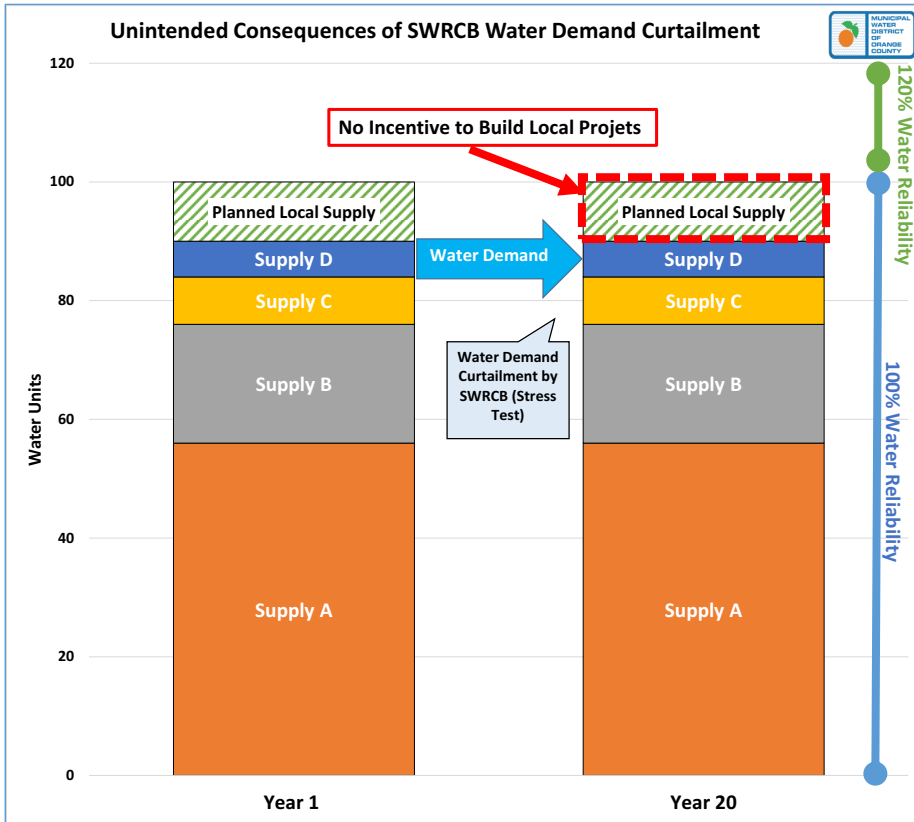 Unintended Consequences of SWRCB Water Demand Curtailment
MUNICIPAL
WATER
DISTRICT
OF
ORANGE
COUNTY
120
100
80
60
40
20
0
Water Units
No Incentive to Build Local Projets
Planned Local Supply
Supply D
Supply C
Supply B
Supply A
Water Demand
Water Demand
Curtailment by
SWRCB (Stress
Test)
Planned Local Supply
Supply D
Supply C
Supply B
Supply A
Year 1
Year 20
120% Water Reliability
100% Water Reliability